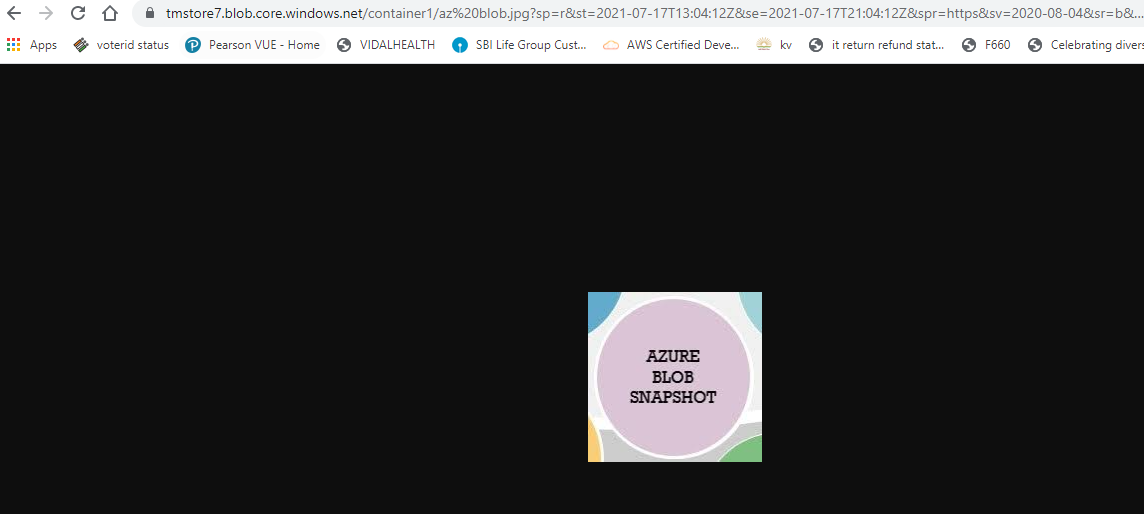 tmstore7.blob.core.windows.net/container1/az%20blob.jpg?sp=r&st=2021-07-17T13:04:12Z&se=2021-07-17T21:04:12Z&spr=https&sv=2020-08-04&sr=b&...
Apps voterid status Pearson VUE - Home VIDALHEALTH SBI Life Group Cust... AWS Certified Deve... kv it return refund stat... F660 Celebrating divers
AZURE
BLOB
SNAPSHOT